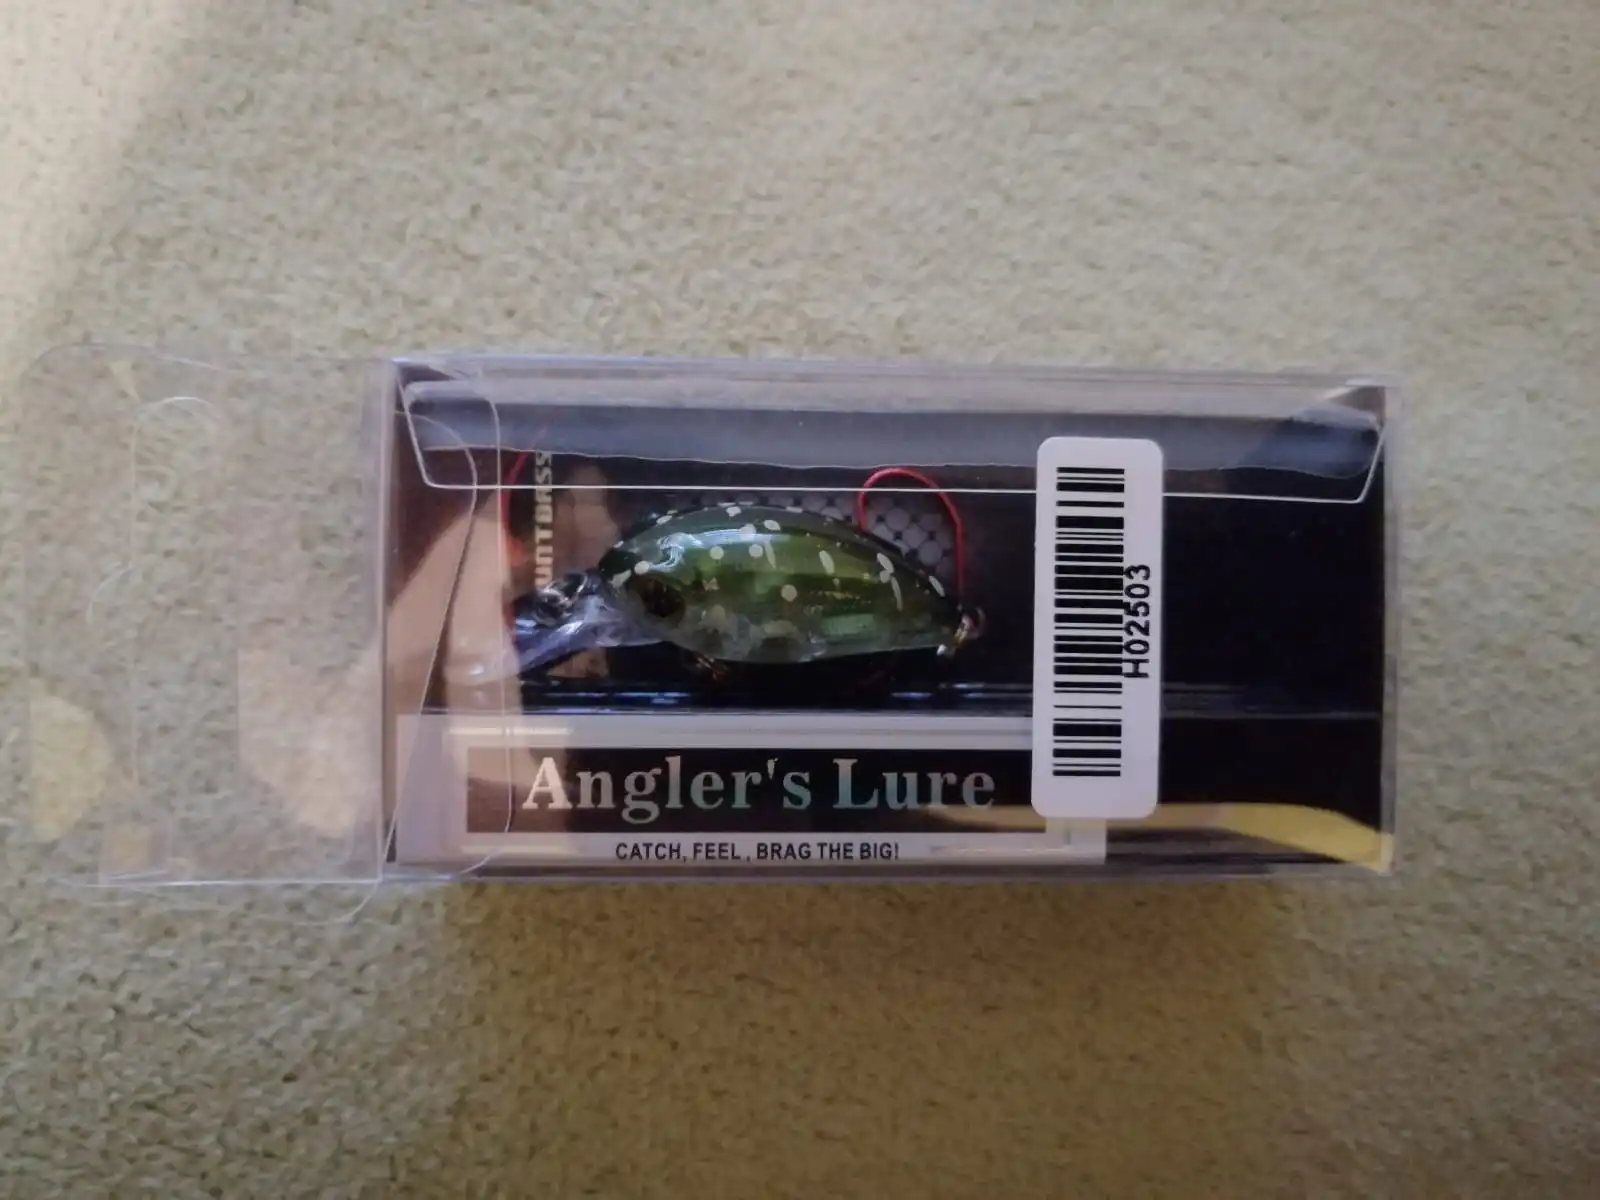 Angler's Lure
CATCH, FEEL , BRAG THE BIG!
H02503